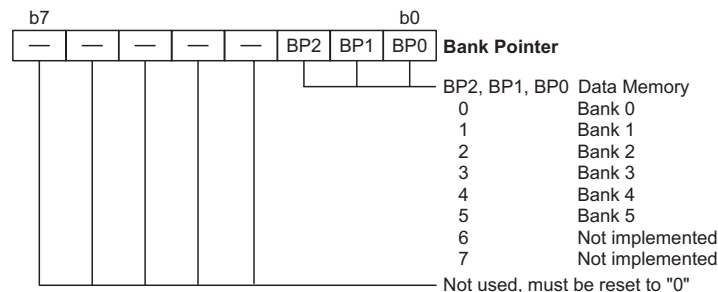 b7 b0
— — — — — BP2 BP1 BP0 Bank Pointer
BP2, BP1, BP0 Data Memory
0 Bank 0
1 Bank 1
2 Bank 2
3 Bank 3
4 Bank 4
5 Bank 5
6 Not implemented
7 Not implemented
Not used, must be reset to "0"